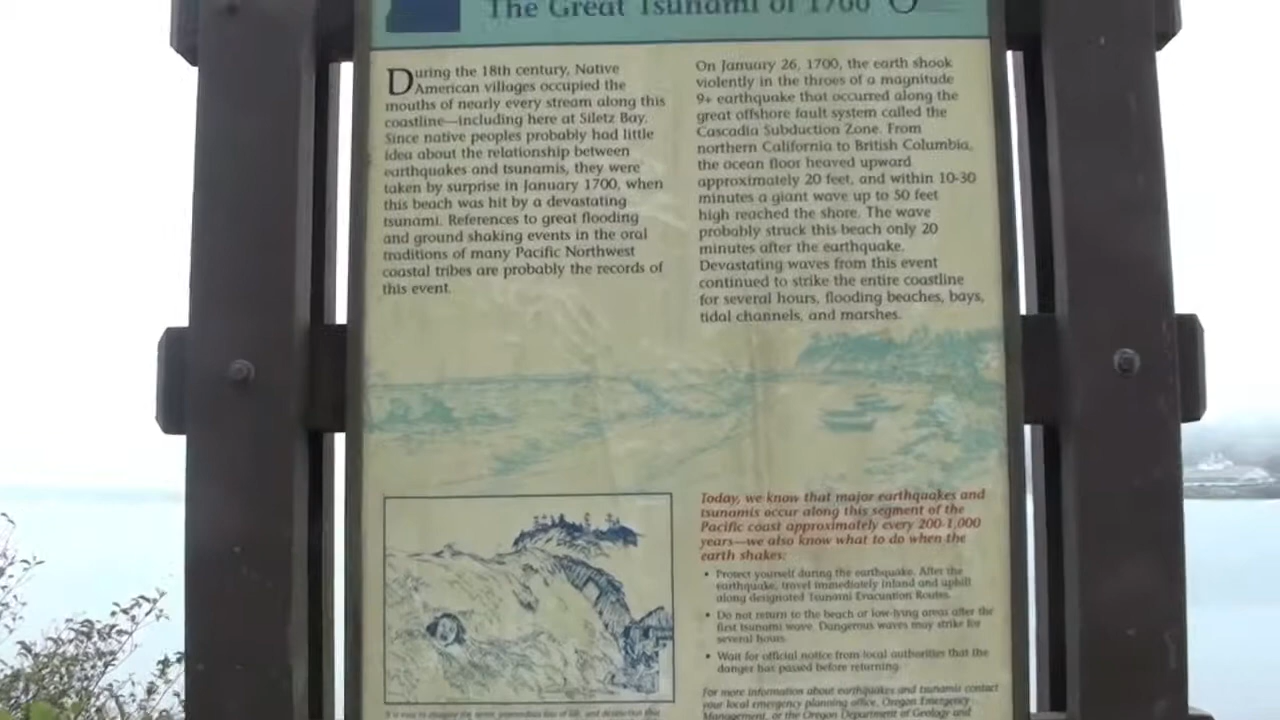 The Great Tsunami of 1700
During the 18th century, Native
American villages occupied the
mouths of nearly every stream along this
coastline—including here at Siletz Bay.
Since native peoples probably had little
idea about the relationship between
earthquakes and tsunamis, they were
taken by surprise in January 1700, when
this beach was hit by a devastating
tsunami. References to great flooding
and ground shaking events in the oral
traditions of many Pacific Northwest
coastal tribes are probably the records of
this event.
On January 26, 1700, the earth shook
violently in the throes of a magnitude
9+ earthquake that occurred along the
great offshore fault system called the
Cascadia Subduction Zone. From
northern California to British Columbia,
the ocean floor heaved upward
approximately 20 feet, and within 10-30
minutes a giant wave up to 50 feet
high reached the shore. The wave
probably struck this beach only 20
minutes after the earthquake.
Devastating waves from this event
continued to strike the entire coastline
for several hours, flooding beaches, bays,
tidal channels, and marshes.
Today, we know that major earthquakes and
tsunamis occur along this segment of the
Pacific coast approximately every 200-1,000
years—we also know what to do when the
earth shakes:
• Protect yourself during the earthquake. After the
earthquake, travel immediately inland and uphill
along designated Tsunami Evacuation Routes.
• Do not return to the beach or low-lying areas after the
first tsunami wave. Dangerous waves may strike for
several hours.
• Wait for official notice from local authorities that the
danger has passed before returning.
For more information about earthquakes and tsunamis contact
your local emergency planning office, Oregon Emergency
Management, or the Oregon Department of Geology and